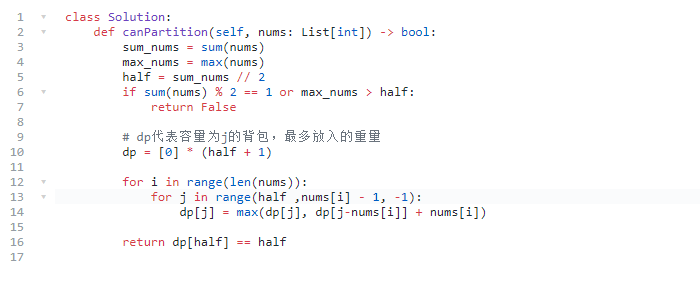 1 class Solution:
2     def canPartition(self, nums: List[int]) -> bool:
3         sum_nums = sum(nums)
4         max_nums = max(nums)
5         half = sum_nums // 2
6         if sum(nums) % 2 == 1 or max_nums > half:
7             return False
8
9         # dp代表容量为j的背包，最多放入的重量
10         dp = [0] * (half + 1)
11
12         for i in range(len(nums)):
13             for j in range(half ,nums[i] - 1, -1):
14                 dp[j] = max(dp[j], dp[j-nums[i]] + nums[i])
15
16         return dp[half] == half
17